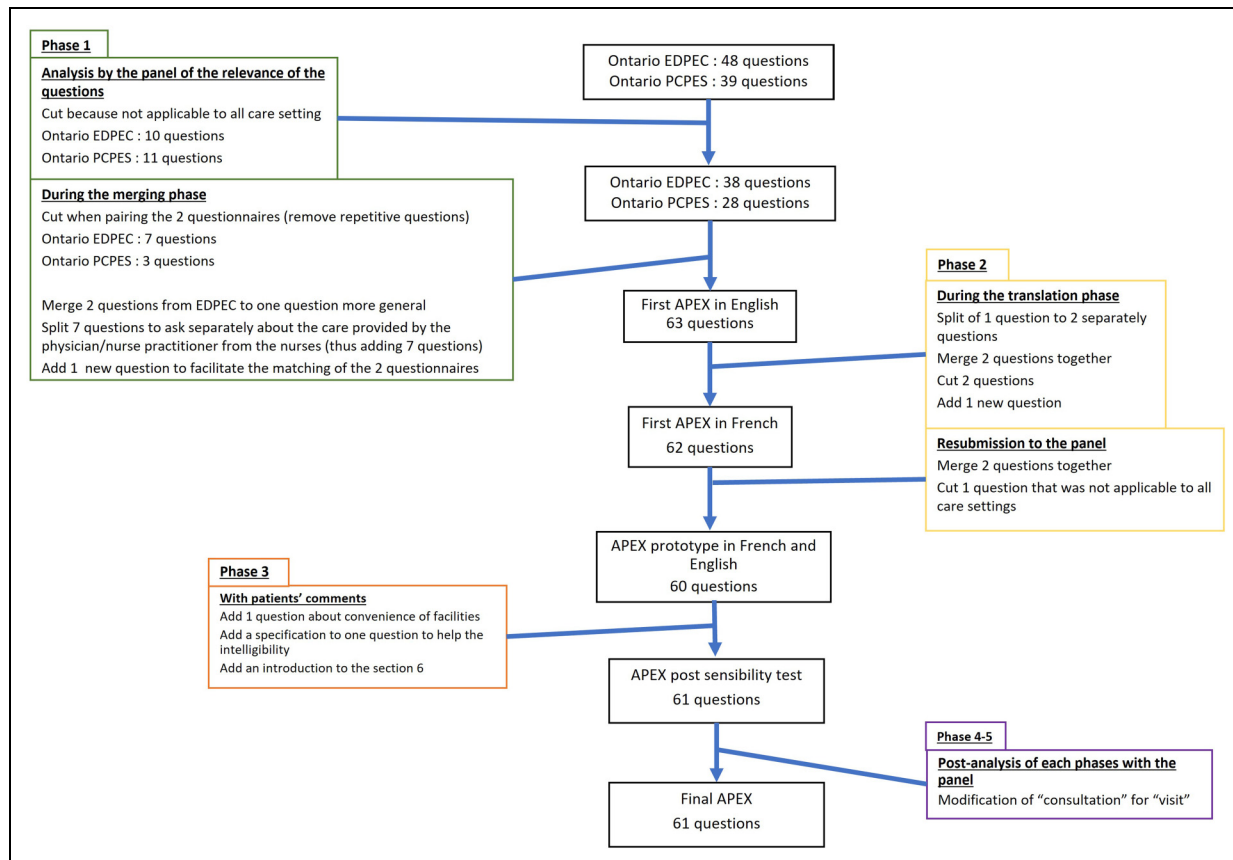 Phase 1
Analysis by the panel of the relevance of the
questions
Cut because not applicable to all care setting
Ontario EDPEC : 10 questions
Ontario PCPES : 11 questions
Ontario EDPEC : 48 questions
Ontario PCPES : 39 questions
During the merging phase
Cut when pairing the 2 questionnaires (remove repetitive questions)
Ontario EDPEC : 7 questions
Ontario PCPES : 3 questions
Merge 2 questions from EDPEC to one question more general
Split 7 questions to ask separately about the care provided by the
physician/nurse practitioner from the nurses (thus adding 7 questions)
Add 1 new question to facilitate the matching of the 2 questionnaires
Ontario EDPEC : 38 questions
Ontario PCPES : 28 questions
First APEX in English
63 questions
Phase 2
During the translation phase
Split of 1 question to 2 separately
questions
Merge 2 questions together
Cut 2 questions
Add 1 new question
First APEX in French
62 questions
Resubmission to the panel
Merge 2 questions together
Cut 1 question that was not applicable to all
care settings
APEX prototype in French and
English
60 questions
Phase 3
With patients' comments
Add 1 question about convenience of facilities
Add a specification to one question to help the
intelligibility
Add an introduction to the section 6
APEX post sensibility test
61 questions
Phase 4-5
Post-analysis of each phases with the
panel
Modification of “consultation” for “visit”
Final APEX
61 questions